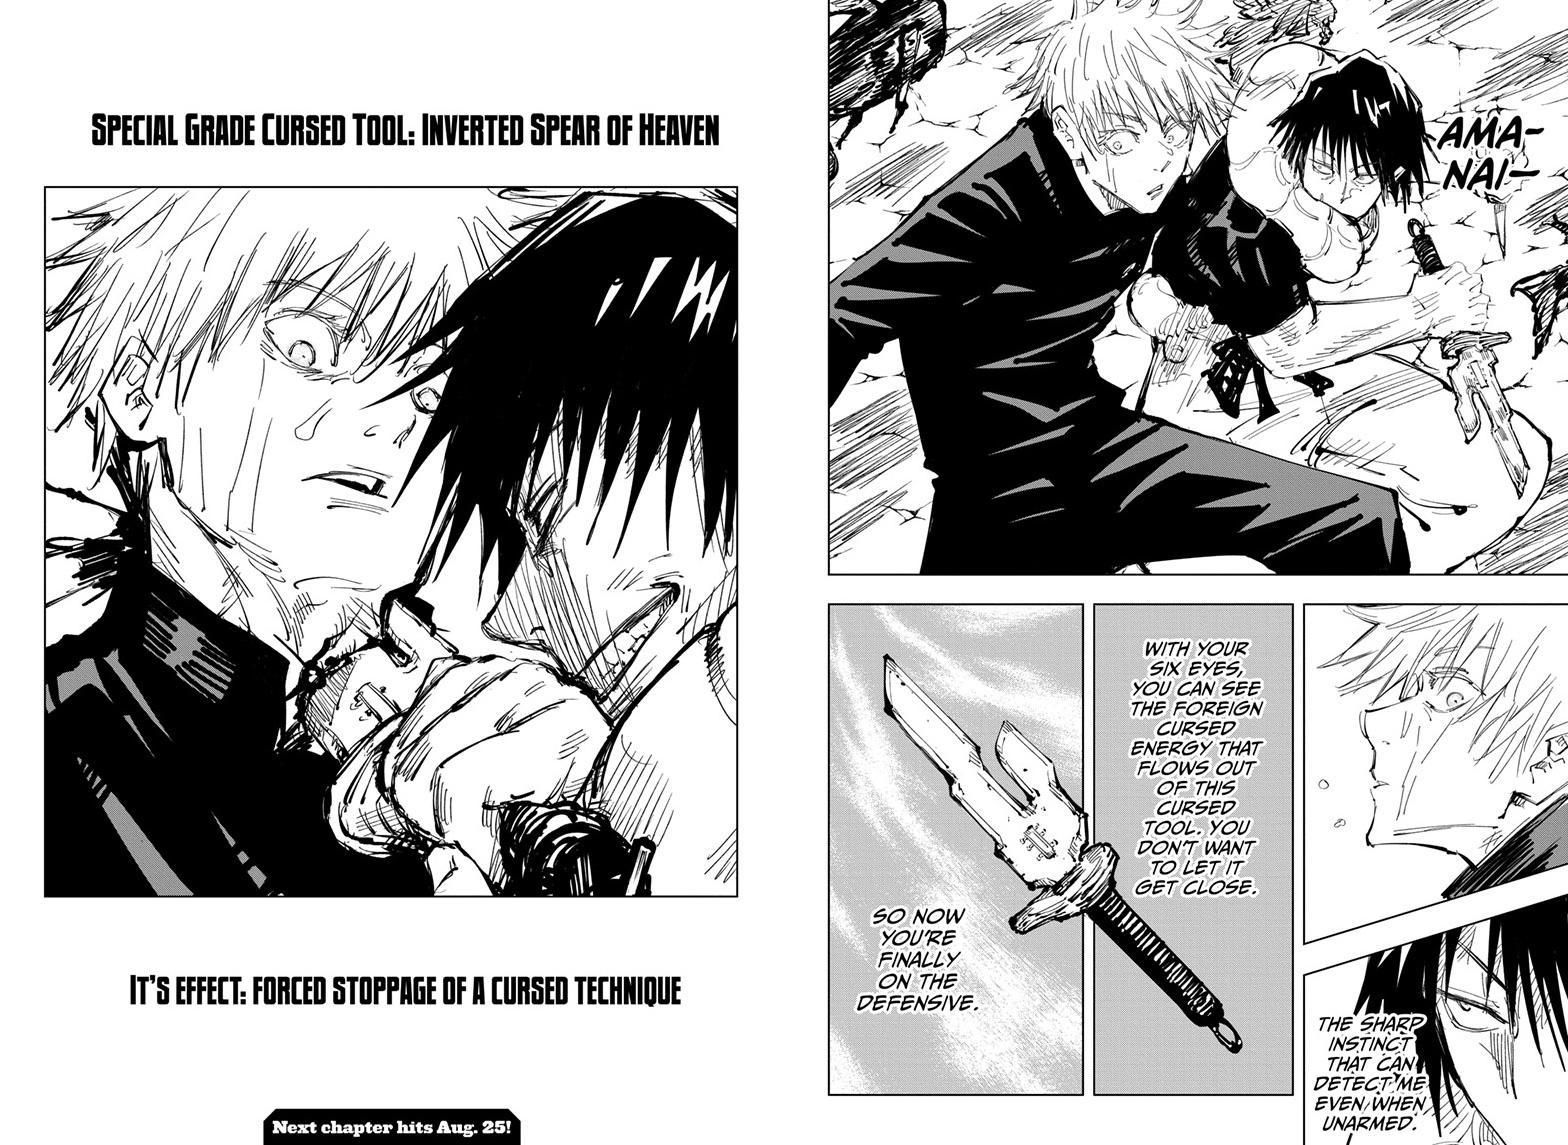 AMA-
NAI-
THE SHARP
INSTINCT
THAT CAN
DETECT ME
EVEN WHEN
UNARMED.
WITH YOUR
SIX EYES,
YOU CAN SEE
THE FOREIGN
CURSED
ENERGY THAT
FLOWS OUT
OF THIS
CURSED
TOOL. YOU
DON'T WANT
TO LET IT
GET CLOSE.
SO NOW
YOU'RE
FINALLY
ON THE
DEFENSIVE.
SPECIAL GRADE CURSED TOOL: INVERTED SPEAR OF HEAVEN
IT'S EFFECT: FORCED STOPPAGE OF A CURSED TECHNIQUE
Next chapter hits Aug. 25!